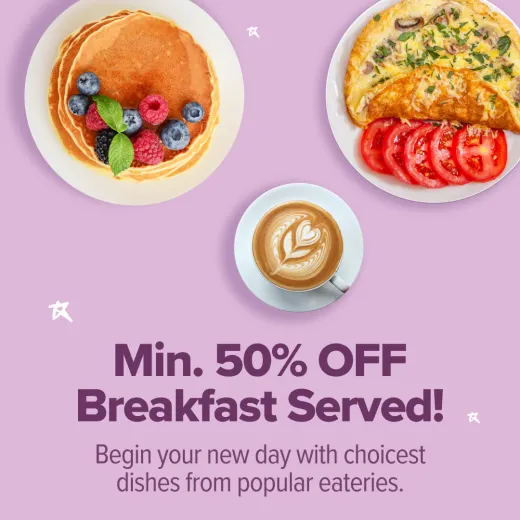 Min. 50% OFF
Breakfast Served!
Begin your new day with choicest
dishes from popular eateries.